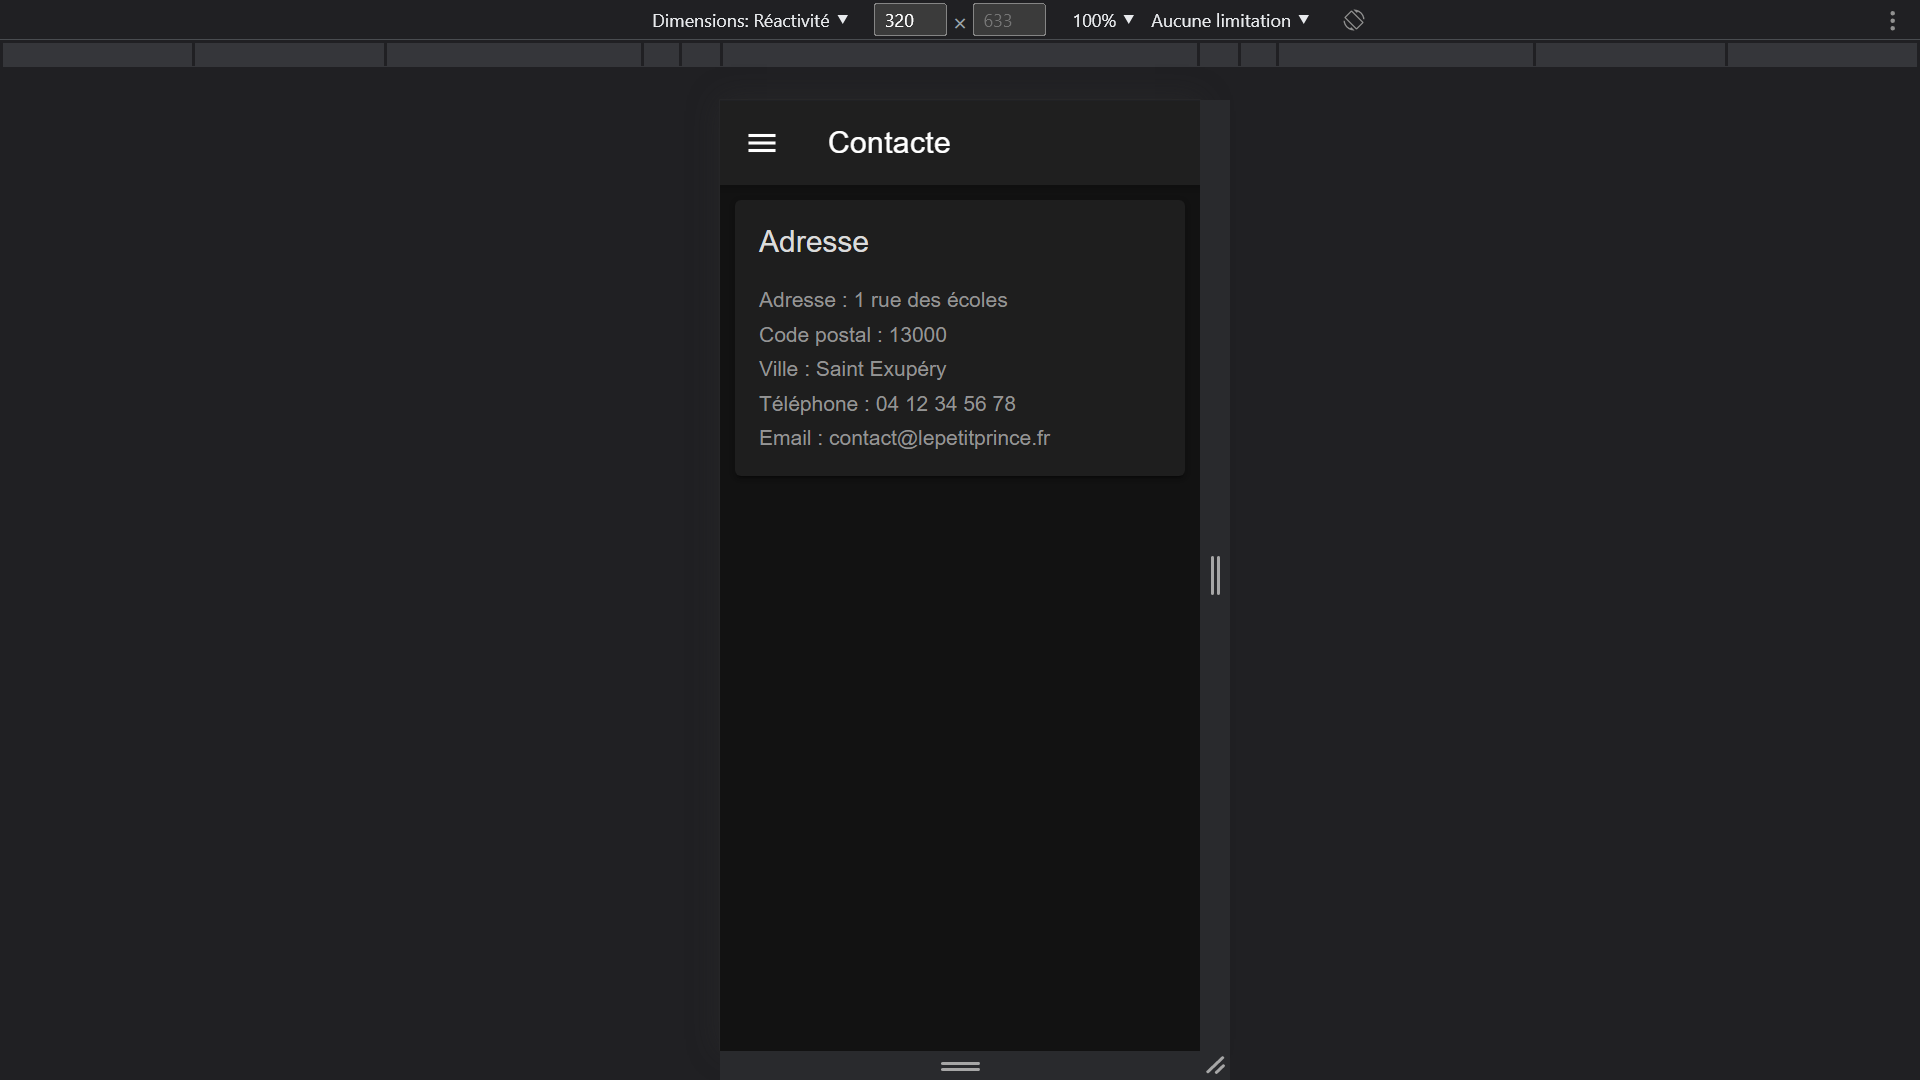 Dimensions: Réactivité ▼ 320 × 633 100% ▼ Aucune limitation ▼
Contacte
Adresse
Adresse : 1 rue des écoles
Code postal : 13000
Ville : Saint Exupéry
Téléphone : 04 12 34 56 78
Email : contact@lepetitprince.fr